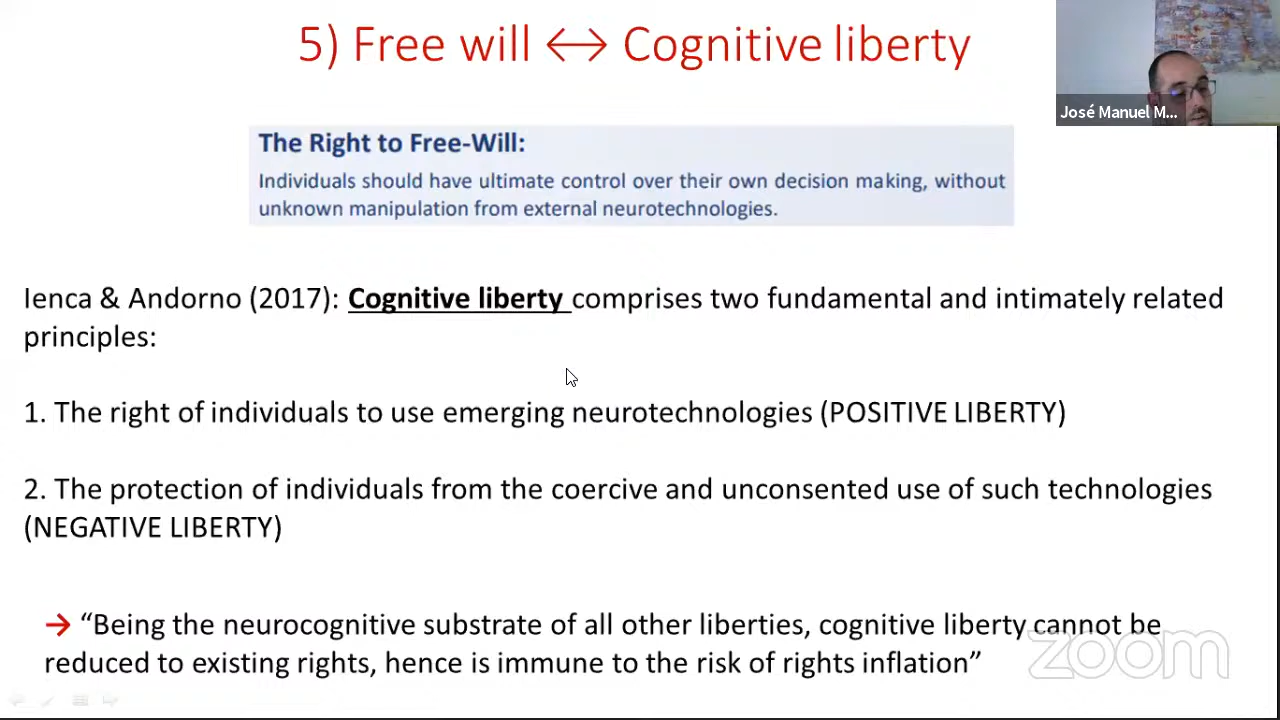 5) Free will ↔ Cognitive liberty
José Manuel M...
The Right to Free-Will:
Individuals should have ultimate control over their own decision making, without
unknown manipulation from external neurotechnologies.
Ienca & Andorno (2017): Cognitive liberty comprises two fundamental and intimately related
principles:
1. The right of individuals to use emerging neurotechnologies (POSITIVE LIBERTY)
2. The protection of individuals from the coercive and unconsented use of such technologies
(NEGATIVE LIBERTY)
→ “Being the neurocognitive substrate of all other liberties, cognitive liberty cannot be
reduced to existing rights, hence is immune to the risk of rights inflation”
zoom